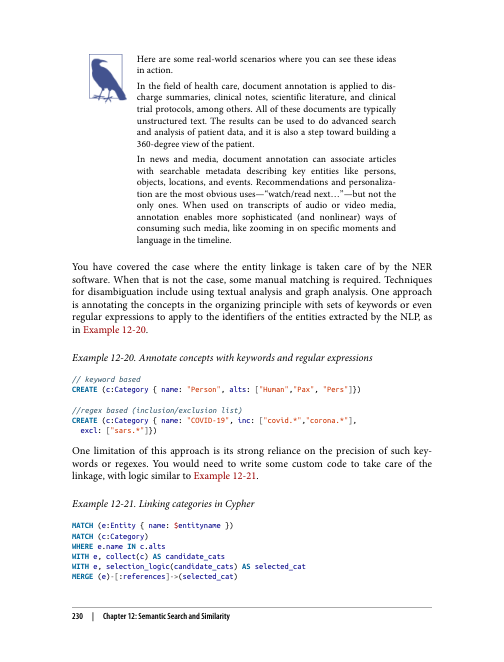 Here are some real-world scenarios where you can see these ideas
in action.
In the field of health care, document annotation is applied to dis-
charge summaries, clinical notes, scientific literature, and clinical
trial protocols, among others. All of these documents are typically
unstructured text. The results can be used to do advanced search
and analysis of patient data, and it is also a step toward building a
360-degree view of the patient.
In news and media, document annotation can associate articles
with searchable metadata describing key entities like persons,
objects, locations, and events. Recommendations and personaliza-
tion are the most obvious uses—“watch/read next…”—but not the
only ones. When used on transcripts of audio or video media,
annotation enables more sophisticated (and nonlinear) ways of
consuming such media, like zooming in on specific moments and
language in the timeline.
You have covered the case where the entity linkage is taken care of by the NER
software. When that is not the case, some manual matching is required. Techniques
for disambiguation include using textual analysis and graph analysis. One approach
is annotating the concepts in the organizing principle with sets of keywords or even
regular expressions to apply to the identifiers of the entities extracted by the NLP, as
in Example 12-20.
Example 12-20. Annotate concepts with keywords and regular expressions
// keyword based
CREATE (c:Category { name: "Person", alts: ["Human","Pax", "Pers"]})
//regex based (inclusion/exclusion list)
CREATE (c:Category { name: "COVID-19", inc: ["covid.*","corona.*"],
  excl: ["sars.*"]})
One limitation of this approach is its strong reliance on the precision of such key-
words or regexes. You would need to write some custom code to take care of the
linkage, with logic similar to Example 12-21.
Example 12-21. Linking categories in Cypher
MATCH (e:Entity { name: $entityname })
MATCH (c:Category)
WHERE e.name IN c.alts
WITH e, collect(c) AS candidate_cats
WITH e, selection_logic(candidate_cats) AS selected_cat
MERGE (e)-[:references]->(selected_cat)
230 | Chapter 12: Semantic Search and Similarity